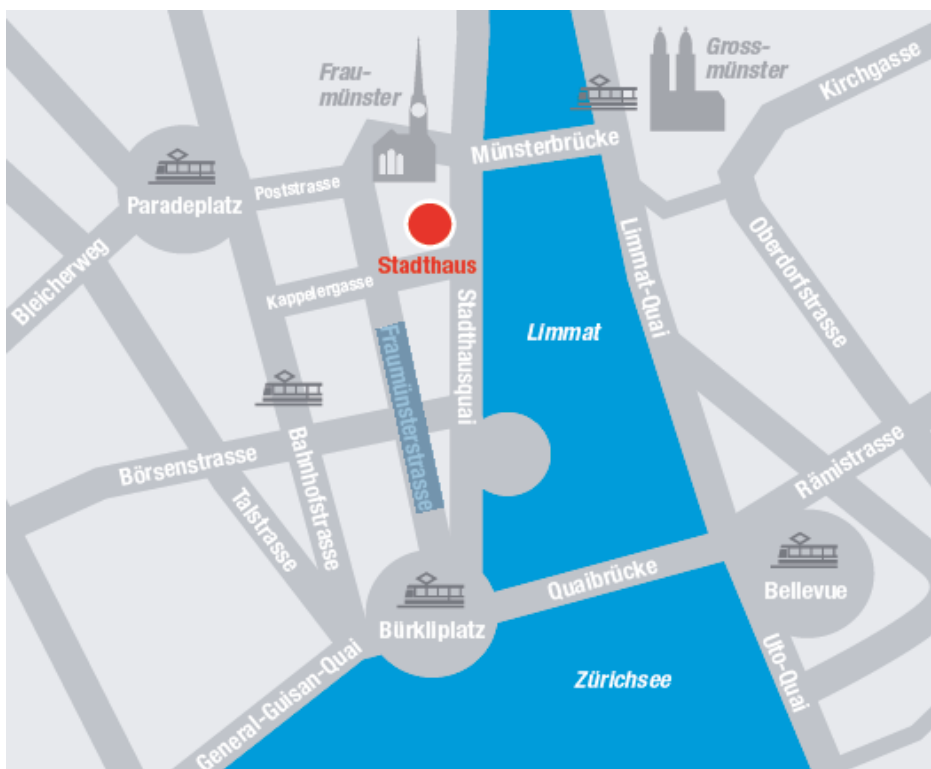 Frau-
münster
Gross-
münster
Kirchgasse
Münsterbrücke
Poststrasse
Paradeplatz
Bleicherweg
Stadthaus
Kappelergasse
Limmat-Quai
Oberdorfstrasse
Stadthausquai
Limmat
Fraumünsterstrasse
Bahnhofstrasse
Börsenstrasse
Talstrasse
Rämistrasse
Quaibrücke
Bellevue
Bürkliplatz
General-Guisan-Quai
Uto-Quai
Zürichsee